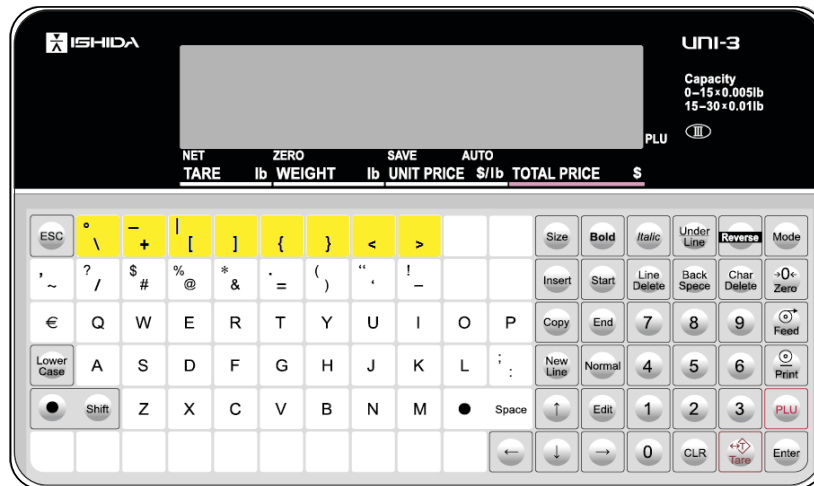 ISHIDA
UNI-3
Capacity
0–15×0.005lb
15–30×0.01lb
III
PLU
NET ZERO SAVE AUTO
TARE lb WEIGHT lb UNIT PRICE $/lb TOTAL PRICE $
ESC ° \ – + | [ ] { } < > Size Bold Italic Under Line Reverse Mode
, ~ ? / $ # % @ * & . = ( ) “ ‘ ! – Insert Start Line Delete Back Spece Char Delete →0← Zero
€ Q W E R T Y U I O P Copy End 7 8 9 Feed
Lower Case A S D F G H J K L ; : New Line Normal 4 5 6 Print
● Shift Z X C V B N M ● Space ↑ Edit 1 2 3 PLU
← ↓ → 0 CLR ↔T Tare Enter